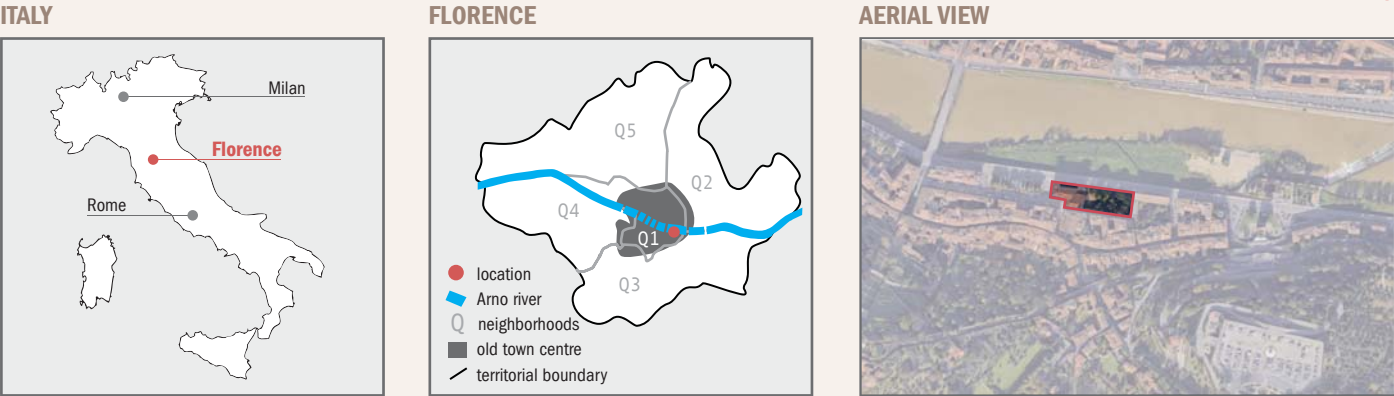 ITALY
Milan
Florence
Rome
FLORENCE
Q5
Q2
Q4
Q1
Q3
location
Arno river
Q neighborhoods
old town centre
territorial boundary
AERIAL VIEW